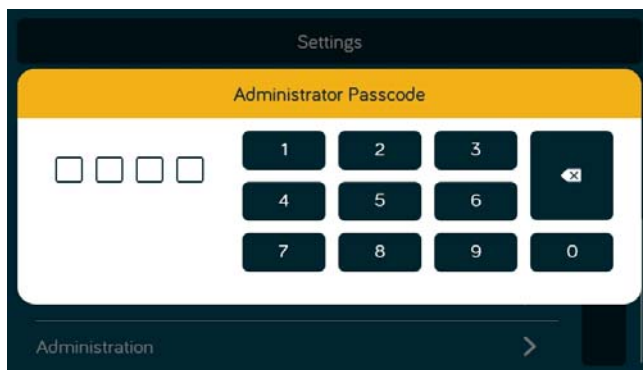 Settings
Administrator Passcode
1 2 3
4 5 6
7 8 9 0
Administration